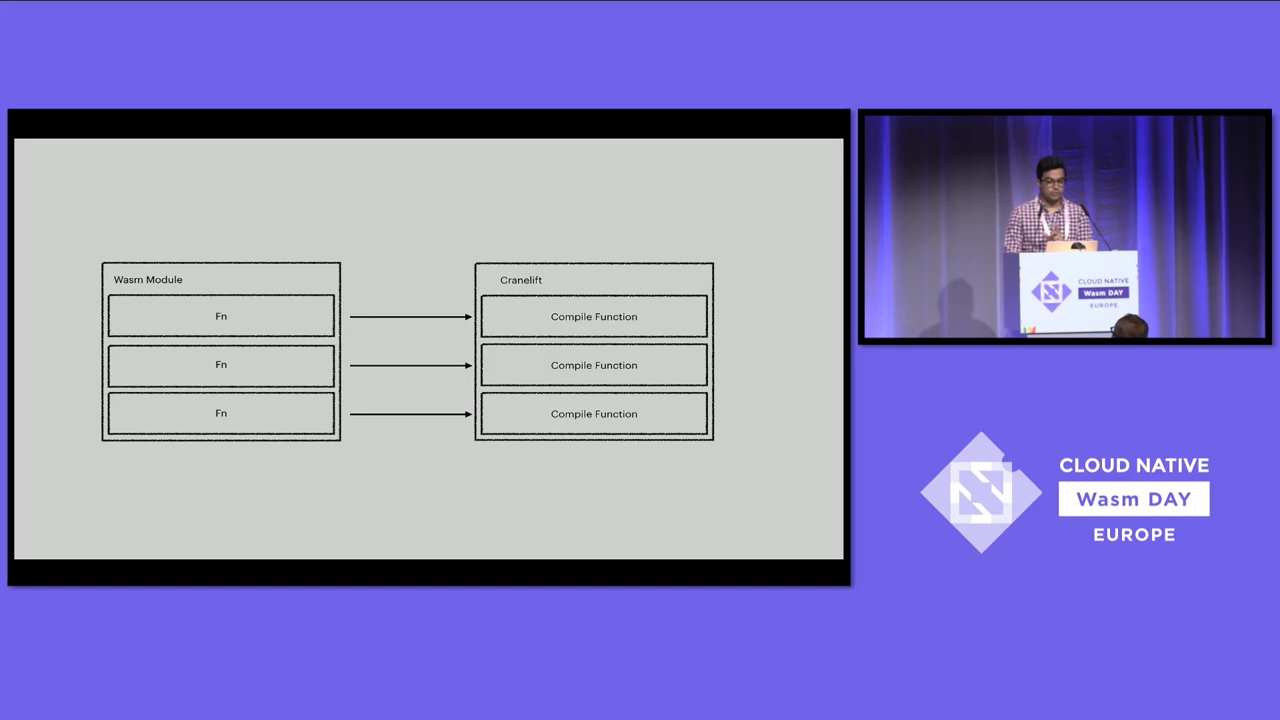 Wasm Module
Fn
Fn
Fn
Cranelift
Compile Function
Compile Function
Compile Function
CLOUD NATIVE
Wasm DAY
EUROPE
CLOUD NATIVE
Wasm DAY
EUROPE